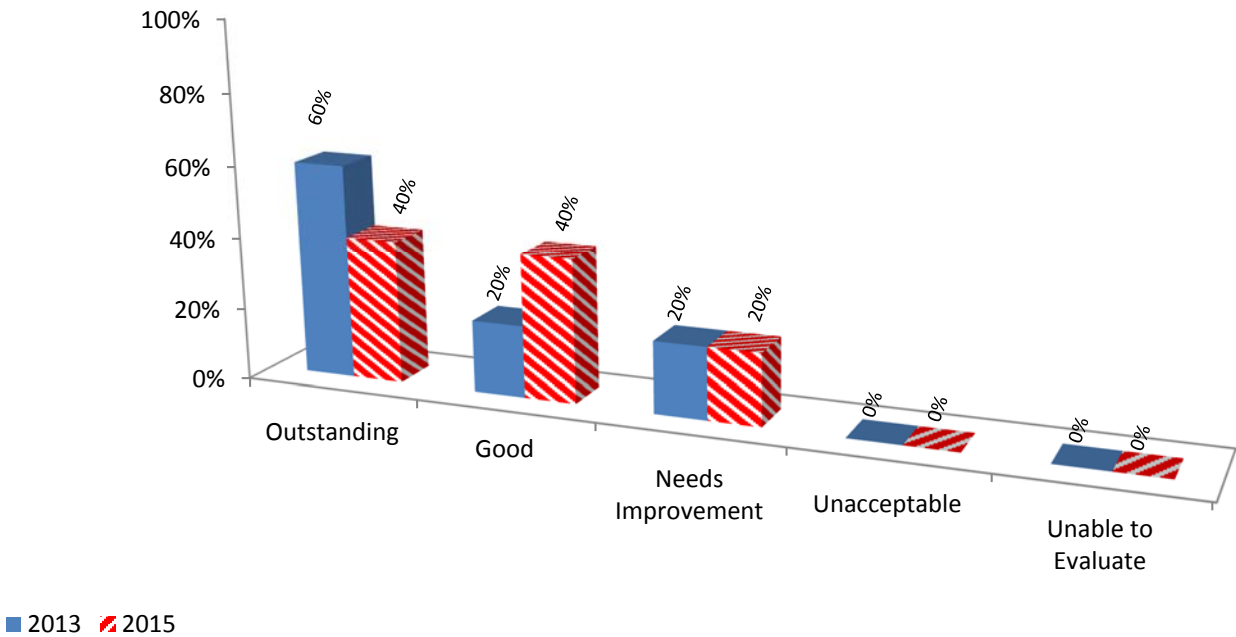 100%
80%
60%
40%
20%
0%
60%
40%
20%
40%
20%
20%
0%
0%
0%
0%
Outstanding
Good
Needs
Improvement
Unacceptable
Unable to
Evaluate
2013 2015